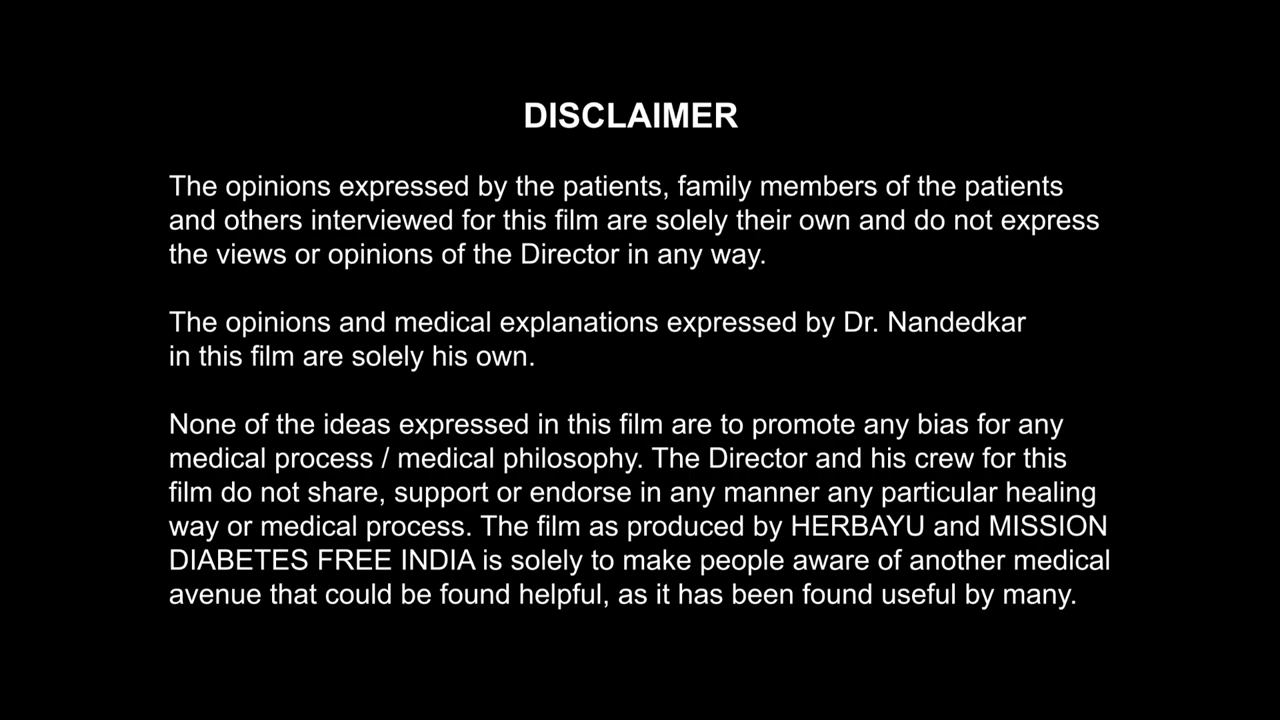 DISCLAIMER
The opinions expressed by the patients, family members of the patients
and others interviewed for this film are solely their own and do not express
the views or opinions of the Director in any way.
The opinions and medical explanations expressed by Dr. Nandedkar
in this film are solely his own.
None of the ideas expressed in this film are to promote any bias for any
medical process / medical philosophy. The Director and his crew for this
film do not share, support or endorse in any manner any particular healing
way or medical process. The film as produced by HERBAYU and MISSION
DIABETES FREE INDIA is solely to make people aware of another medical
avenue that could be found helpful, as it has been found useful by many.